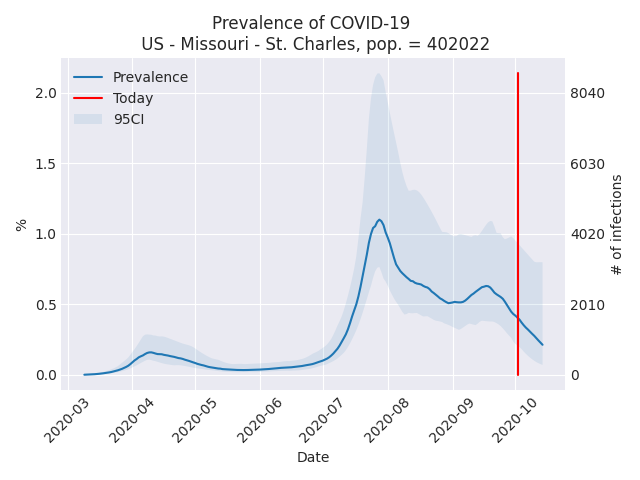 Prevalence of COVID-19
US - Missouri - St. Charles, pop. = 402022
Prevalence
Today
95CI
2.0
1.5
1.0
0.5
0.0
%
8040
6030
4020
2010
0
# of infections
2020-03
2020-04
2020-05
2020-06
2020-07
2020-08
2020-09
2020-10
Date